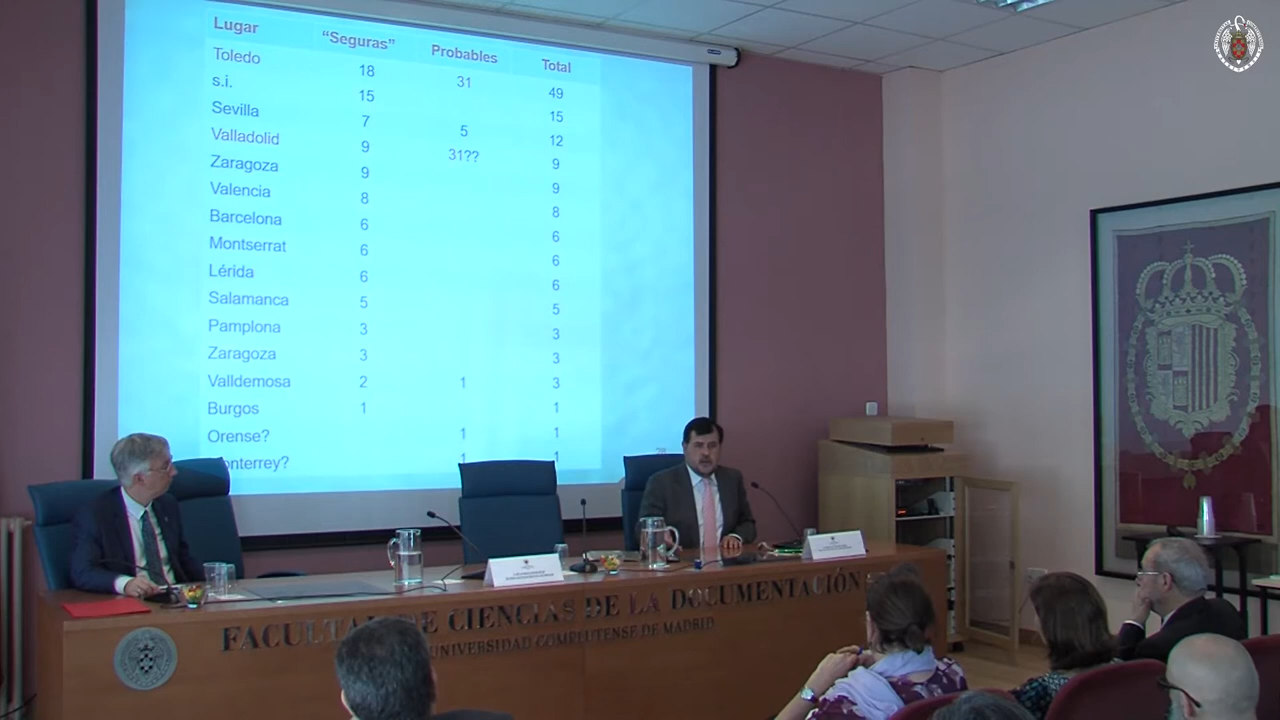 Lugar “Seguras” Probables Total
Toledo 18 31 49
s.i. 15 15
Sevilla 7 5 12
Valladolid 9 31?? 9
Zaragoza 9 9
Valencia 8 8
Barcelona 6 6
Montserrat 6 6
Lérida 6 6
Salamanca 5 5
Pamplona 3 3
Zaragoza 3 3
Valldemosa 2 1 3
Burgos 1 1
Orense? 1 1
onterrey? 1 1
FACULTAD DE CIENCIAS DE LA DOCUMENTACIÓN
UNIVERSIDAD COMPLUTENSE DE MADRID